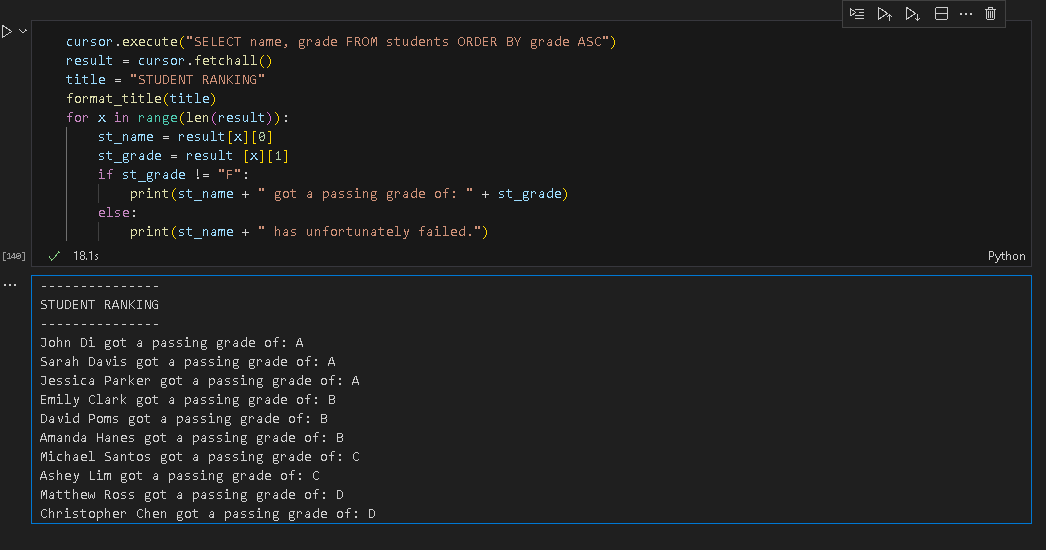 cursor.execute("SELECT name, grade FROM students ORDER BY grade ASC")
result = cursor.fetchall()
title = "STUDENT RANKING"
format_title(title)
for x in range(len(result)):
    st_name = result[x][0]
    st_grade = result [x][1]
    if st_grade != "F":
        print(st_name + " got a passing grade of: " + st_grade)
    else:
        print(st_name + " has unfortunately failed.")
[140] 18.1s Python
---------------
STUDENT RANKING
---------------
John Di got a passing grade of: A
Sarah Davis got a passing grade of: A
Jessica Parker got a passing grade of: A
Emily Clark got a passing grade of: B
David Poms got a passing grade of: B
Amanda Hanes got a passing grade of: B
Michael Santos got a passing grade of: C
Ashey Lim got a passing grade of: C
Matthew Ross got a passing grade of: D
Christopher Chen got a passing grade of: D